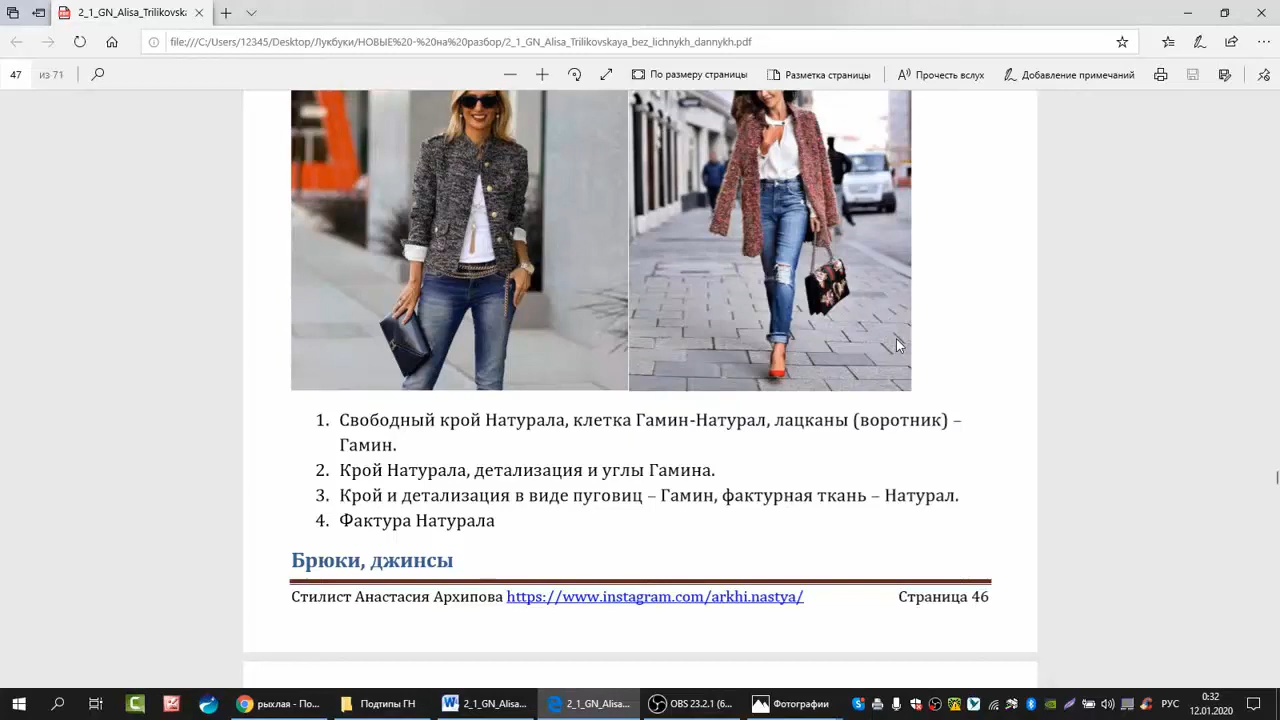 2_1_GN_Alisa_Trilikovska
file:///C:/Users/12345/Desktop/Лукбуки/НОВЫЕ%20-%20на%20разбор/2_1_GN_Alisa_Trilikovskaya_bez_lichnykh_dannykh.pdf
47 из 71 По размеру страницы Разметка страницы Прочесть вслух Добавление примечаний
1. Свободный крой Натурала, клетка Гамин-Натурал, лацканы (воротник) –
Гамин.
2. Крой Натурала, детализация и углы Гамина.
3. Крой и детализация в виде пуговиц – Гамин, фактурная ткань – Натурал.
4. Фактура Натурала
Брюки, джинсы
Стилист Анастасия Архипова https://www.instagram.com/arkhi.nastya/ Страница 46
рыхлая - По... Подтипы ГН 2_1_GN_Alisa... 2_1_GN_Alisa... OBS 23.2.1 (6... Фотографии РУС 0:32
12.01.2020